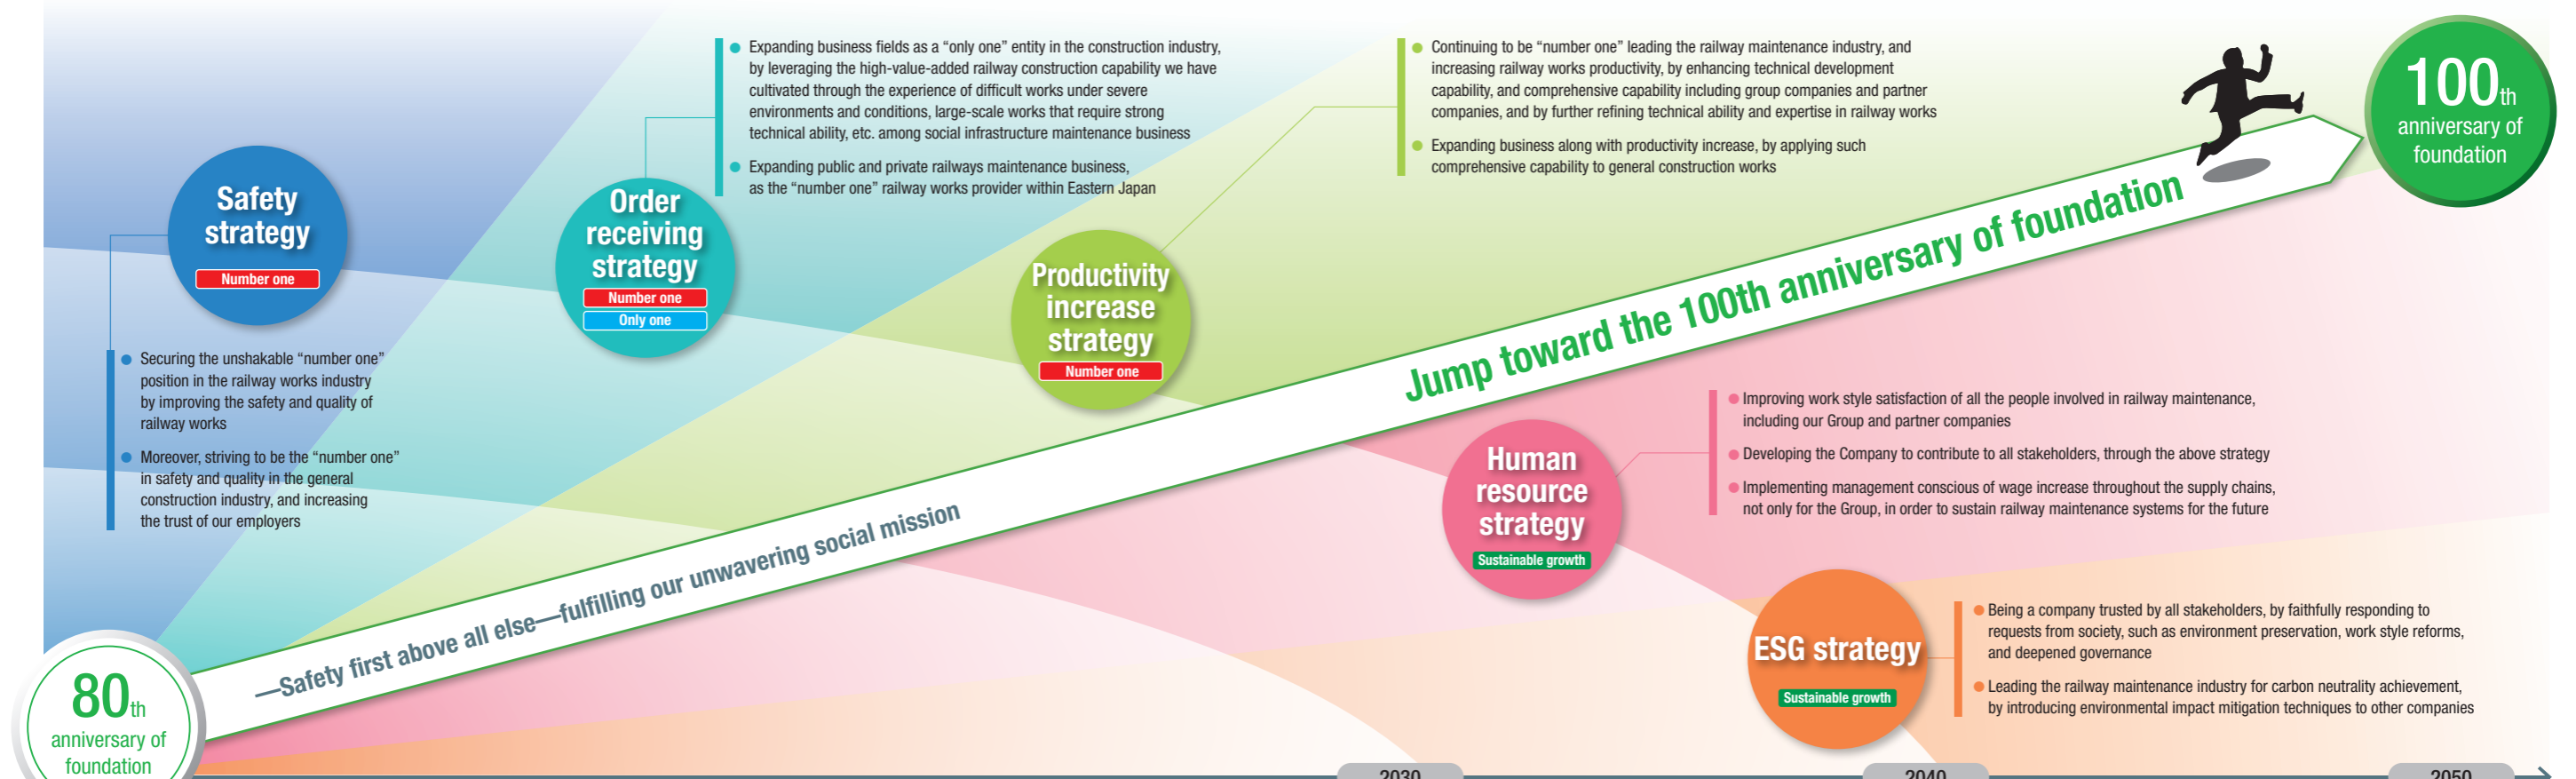 Safety
strategy
Number one
Securing the unshakable “number one”
position in the railway works industry
by improving the safety and quality of
railway works
Moreover, striving to be the “number one”
in safety and quality in the general
construction industry, and increasing
the trust of our employers
Order
receiving
strategy
Number one
Only one
Expanding business fields as a “only one” entity in the construction industry,
by leveraging the high-value-added railway construction capability we have
cultivated through the experience of difficult works under severe
environments and conditions, large-scale works that require strong
technical ability, etc. among social infrastructure maintenance business
Expanding public and private railways maintenance business,
as the “number one” railway works provider within Eastern Japan
Productivity
increase
strategy
Number one
Continuing to be “number one” leading the railway maintenance industry, and
increasing railway works productivity, by enhancing technical development
capability, and comprehensive capability including group companies and partner
companies, and by further refining technical ability and expertise in railway works
Expanding business along with productivity increase, by applying such
comprehensive capability to general construction works
100th
anniversary of
foundation
Jump toward the 100th anniversary of foundation
—Safety first above all else—fulfilling our unwavering social mission
Human
resource
strategy
Sustainable growth
Improving work style satisfaction of all the people involved in railway maintenance,
including our Group and partner companies
Developing the Company to contribute to all stakeholders, through the above strategy
Implementing management conscious of wage increase throughout the supply chains,
not only for the Group, in order to sustain railway maintenance systems for the future
ESG strategy
Sustainable growth
Being a company trusted by all stakeholders, by faithfully responding to
requests from society, such as environment preservation, work style reforms,
and deepened governance
Leading the railway maintenance industry for carbon neutrality achievement,
by introducing environmental impact mitigation techniques to other companies
80th
anniversary of
foundation
2030
2040
2050